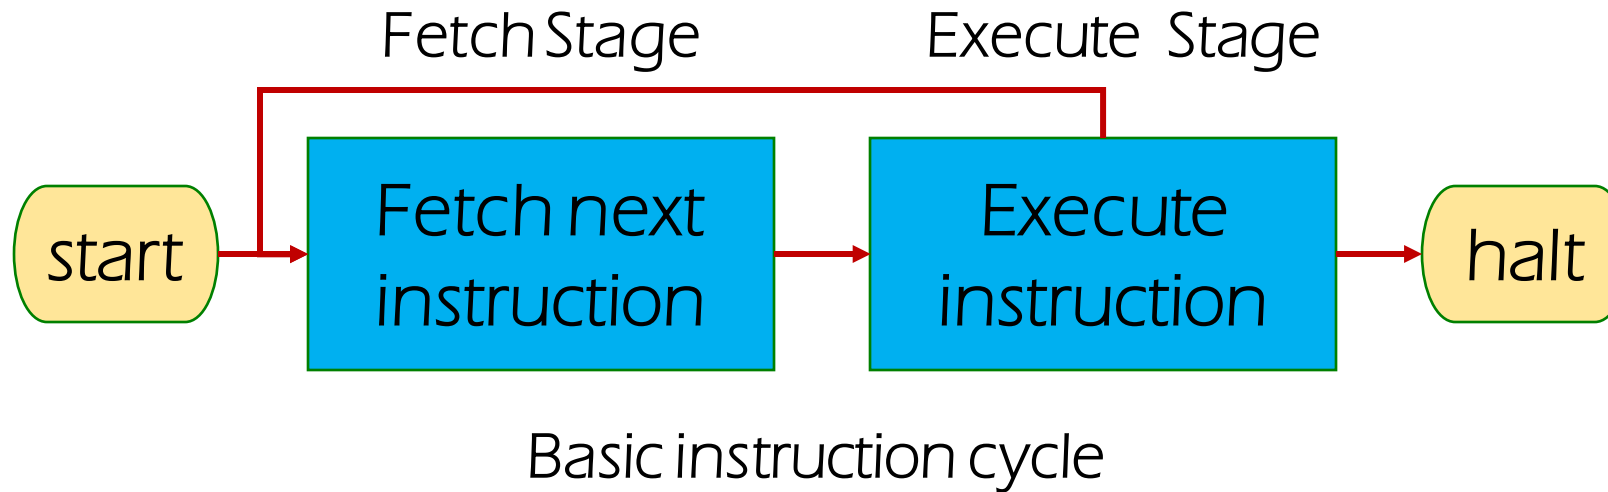 Fetch Stage
Execute Stage
start
Fetch next
instruction
Execute
instruction
halt
Basic instruction cycle